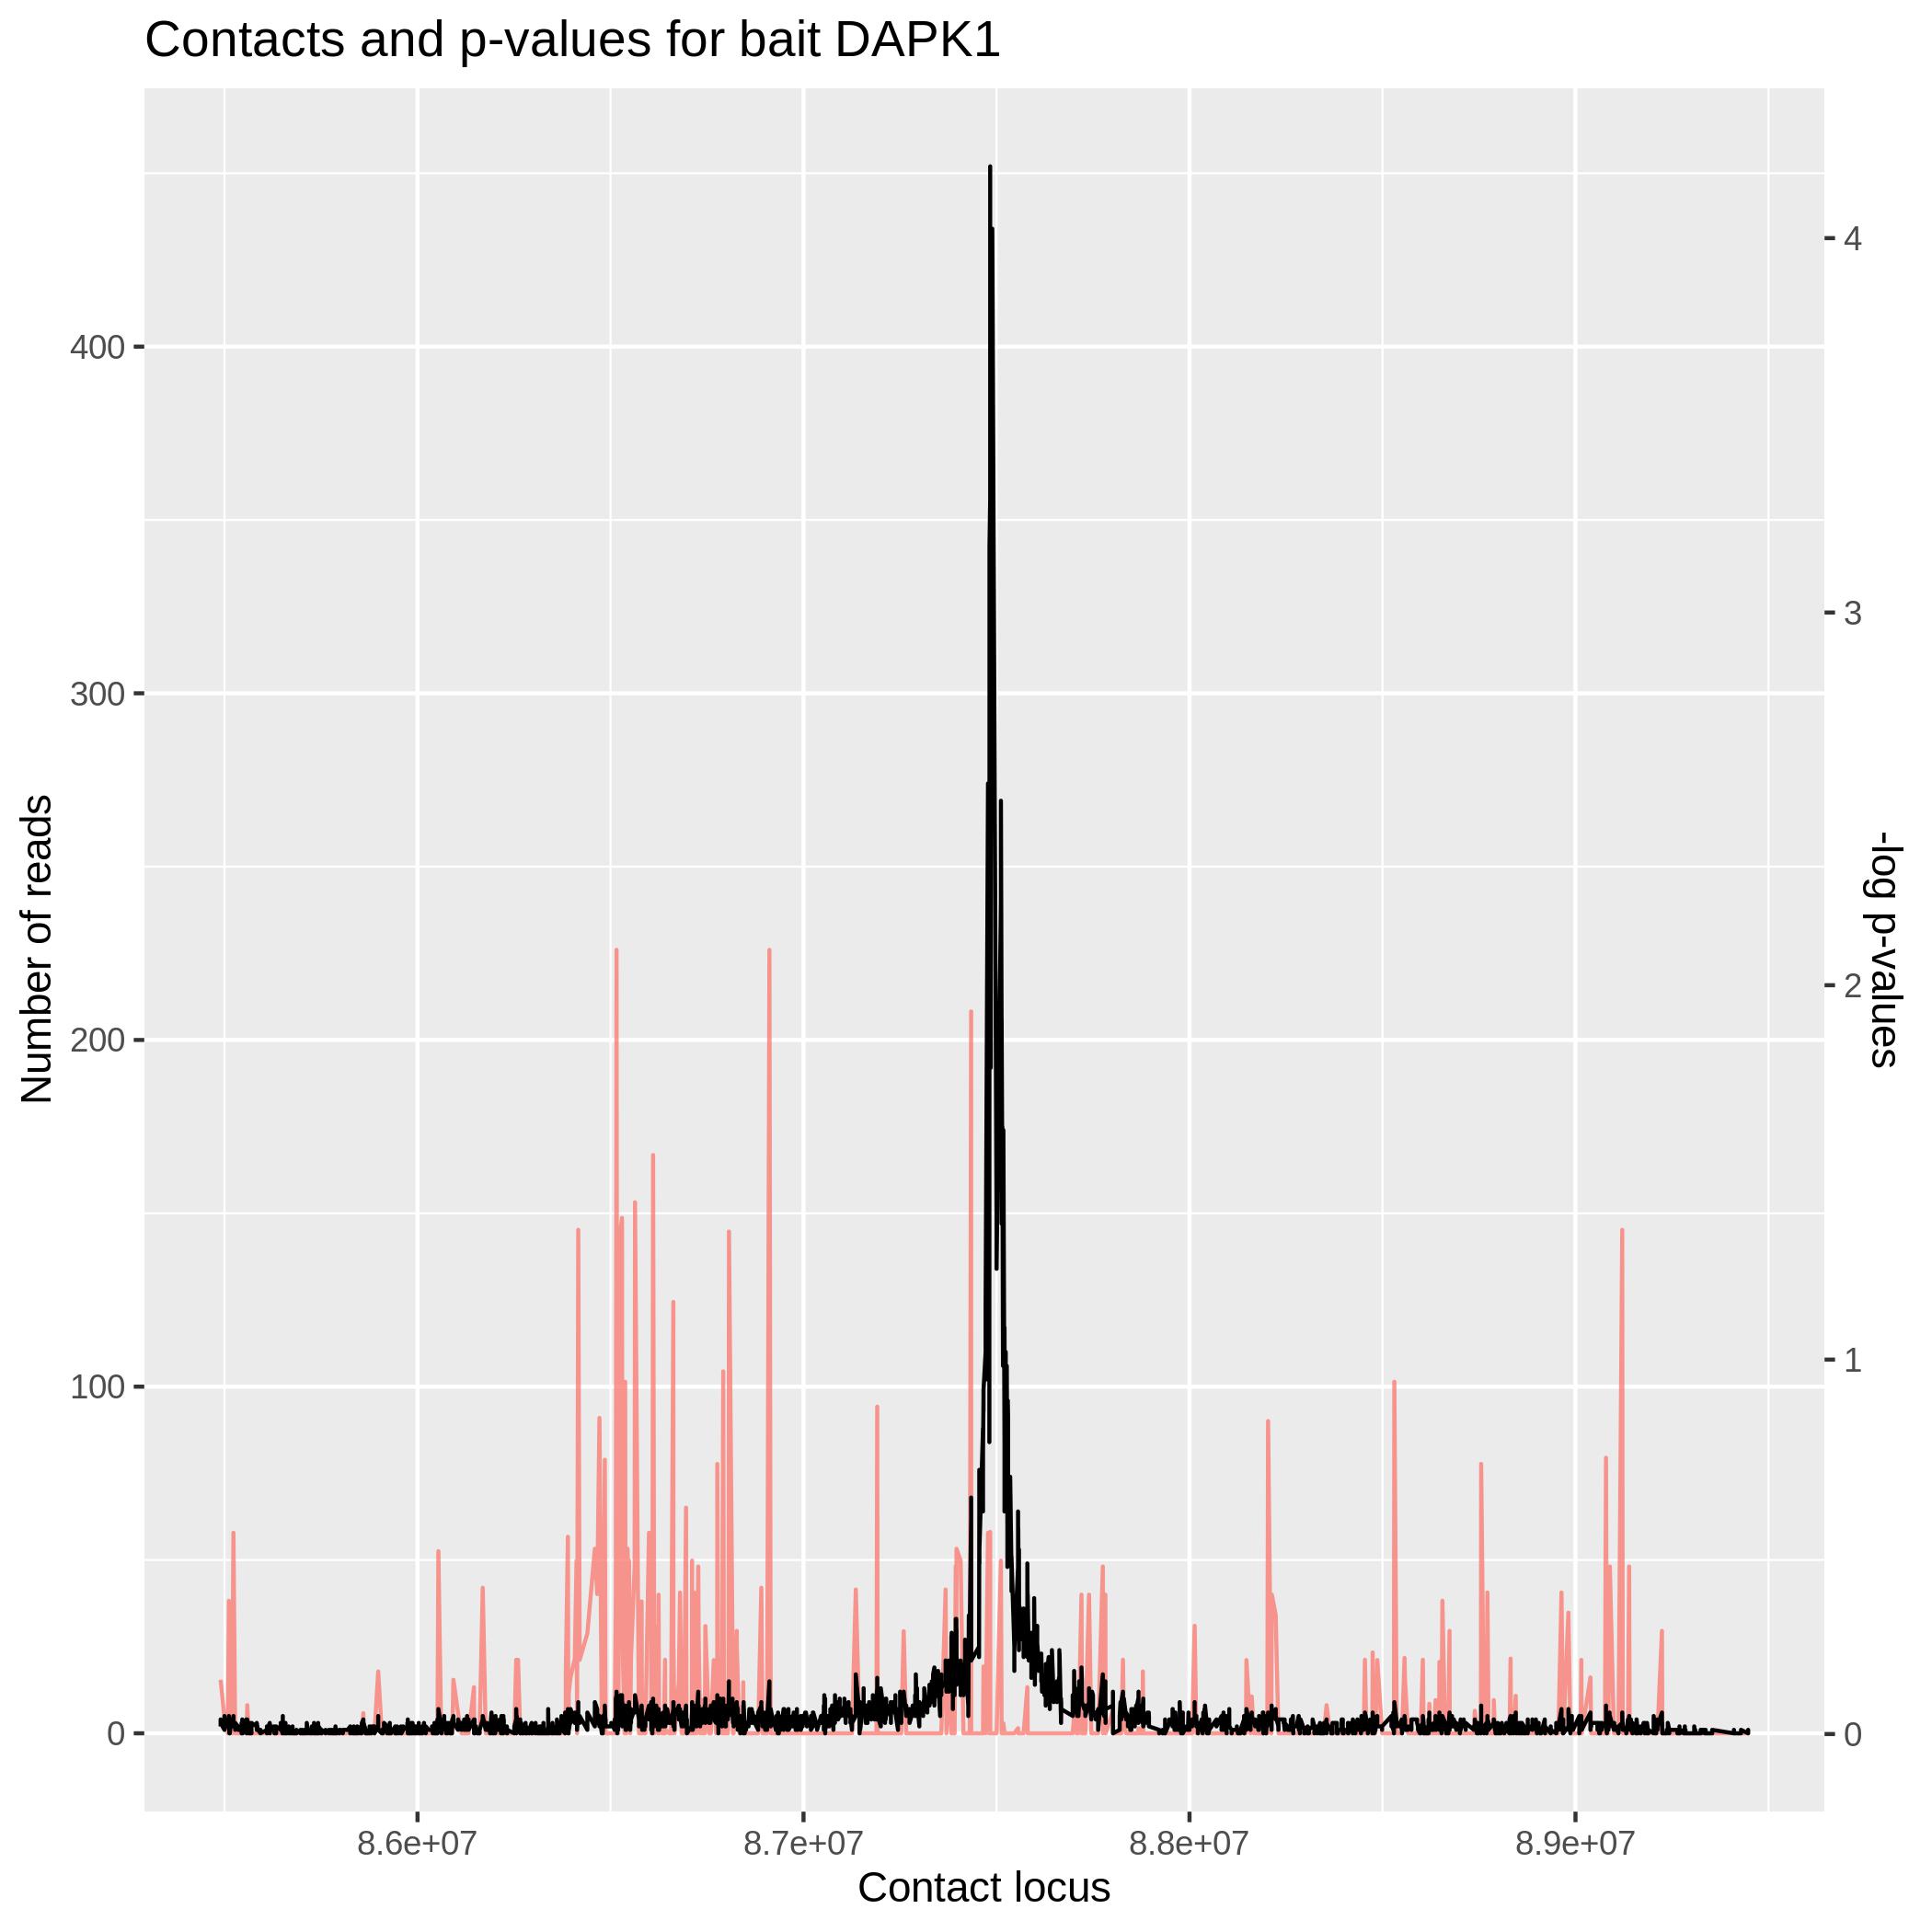 Contacts and p-values for bait DAPK1
Number of reads
400
300
200
100
0
4
3
2
1
0
-log p-values
8.6e+07
8.7e+07
8.8e+07
8.9e+07
Contact locus